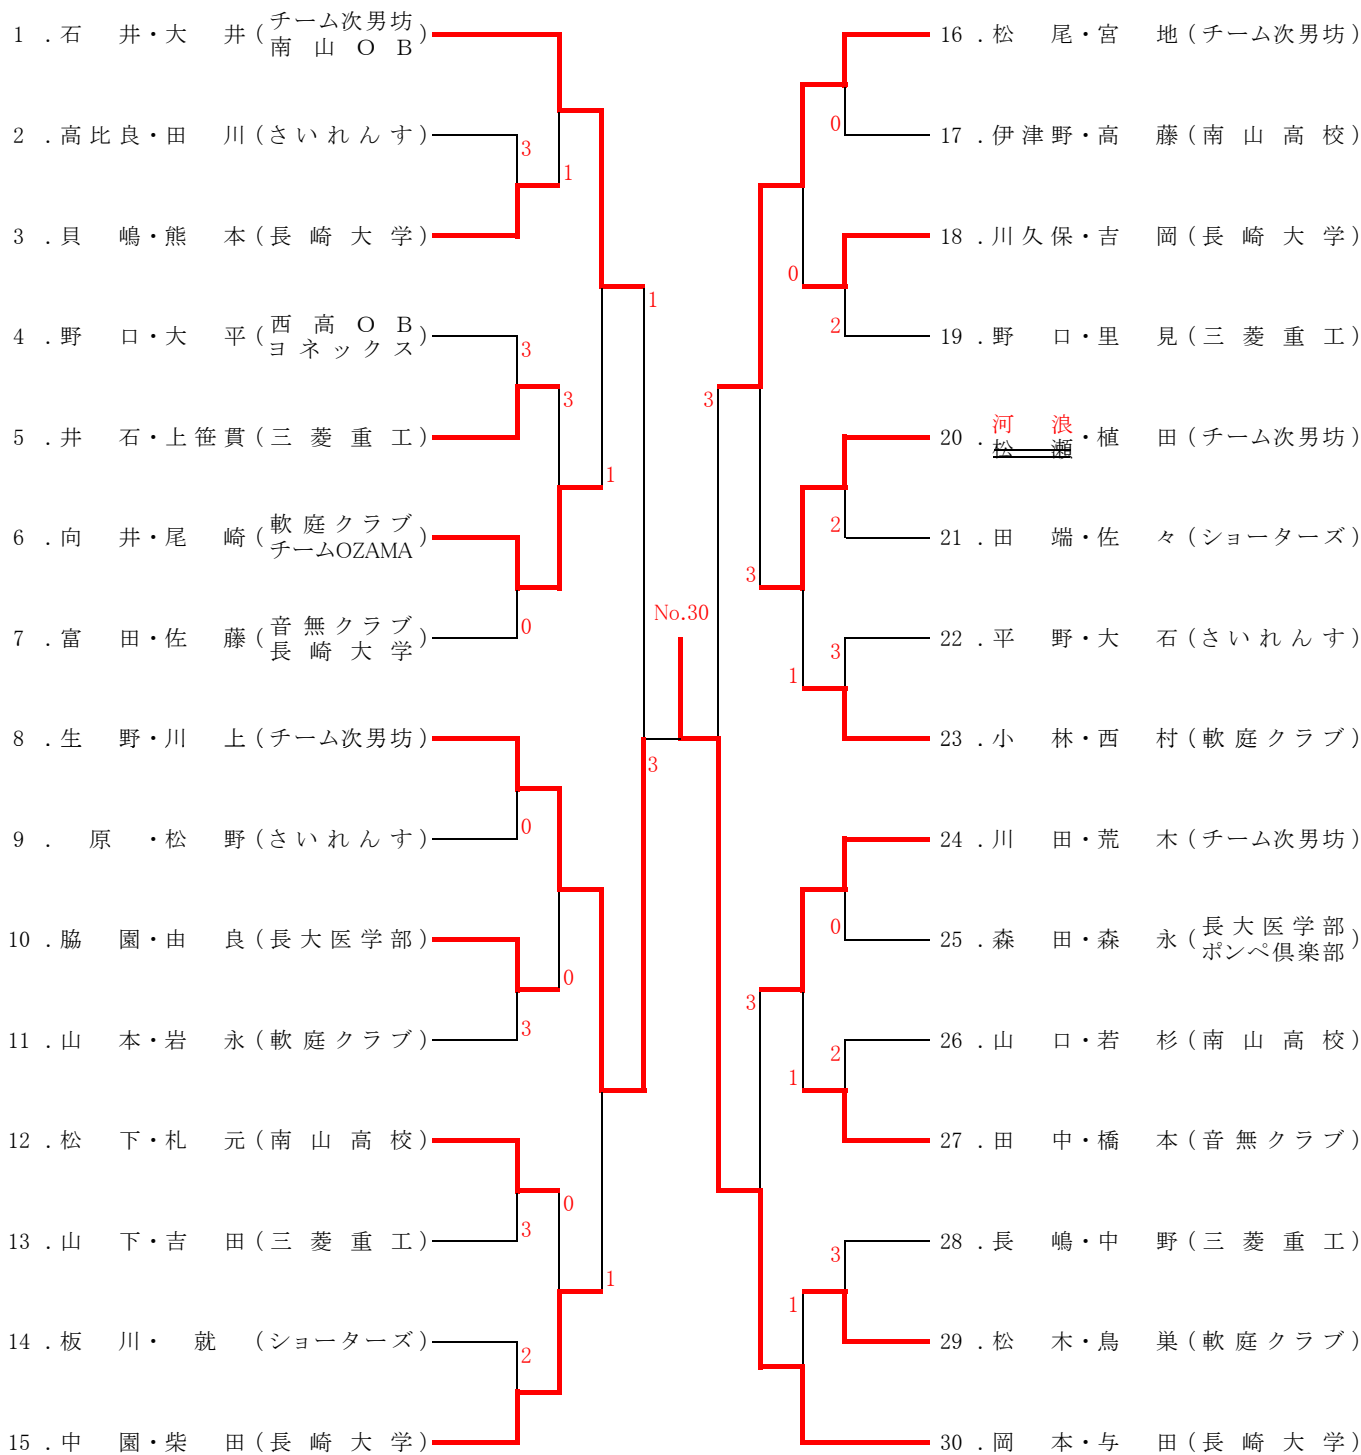 1 .石 井・大 井(チーム次男坊 南山OB)
2 .高比良・田 川(さいれんす)
3 .貝 嶋・熊 本(長崎大学)
4 .野 口・大 平(西高OB ヨネックス)
5 .井 石・上笹貫(三菱重工)
6 .向 井・尾 崎(軟庭クラブ チームOZAMA)
7 .富 田・佐 藤(音無クラブ 長崎大学)
8 .生 野・川 上(チーム次男坊)
9 . 原 ・松 野(さいれんす)
10 .脇 園・由 良(長大医学部)
11 .山 本・岩 永(軟庭クラブ)
12 .松 下・札 元(南山高校)
13 .山 下・吉 田(三菱重工)
14 .板 川・ 就 (ショーターズ)
15 .中 園・柴 田(長崎大学)
3
1
3
3
1
0
0
0
3
0
3
1
2
1
3
No.30
3
3
3
0
0
2
2
3
1
0
2
1
3
1
16 .松 尾・宮 地(チーム次男坊)
17 .伊津野・高 藤(南山高校)
18 .川久保・吉 岡(長崎大学)
19 .野 口・里 見(三菱重工)
河 浪
20 .松 瀬・植 田(チーム次男坊)
21 .田 端・佐 々(ショーターズ)
22 .平 野・大 石(さいれんす)
23 .小 林・西 村(軟庭クラブ)
24 .川 田・荒 木(チーム次男坊)
25 .森 田・森 永(長大医学部 ポンペ倶楽部)
26 .山 口・若 杉(南山高校)
27 .田 中・橋 本(音無クラブ)
28 .長 嶋・中 野(三菱重工)
29 .松 木・鳥 巣(軟庭クラブ)
30 .岡 本・与 田(長崎大学)